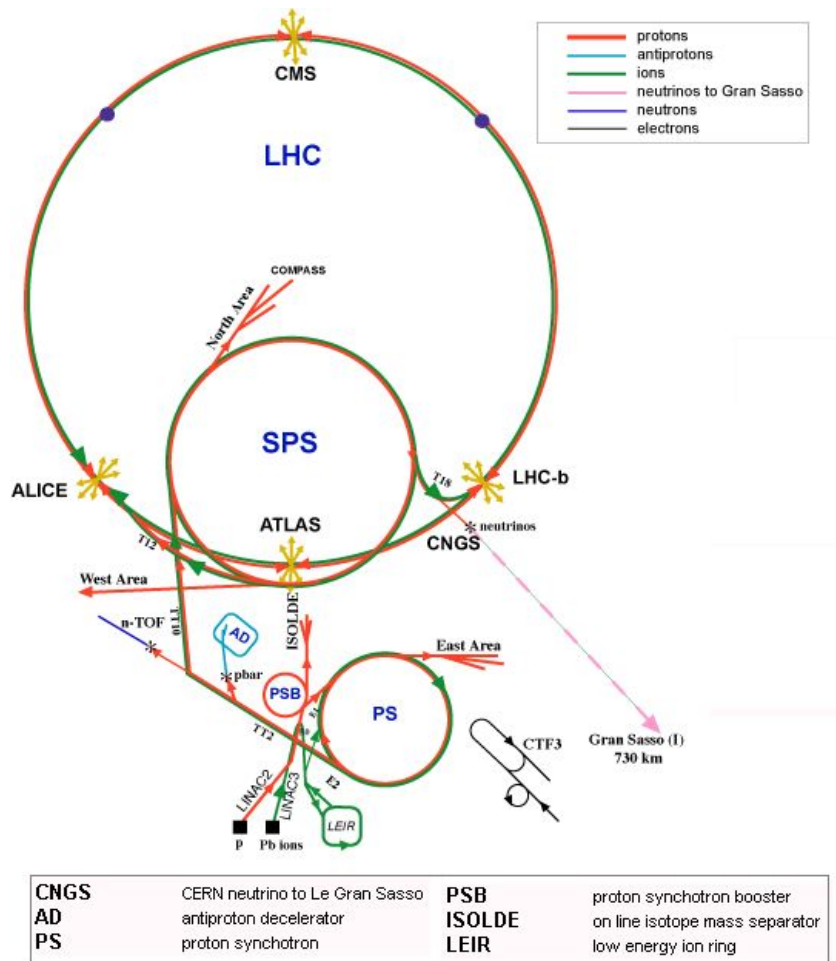 protons
antiprotons
ions
neutrinos to Gran Sasso
neutrons
electrons
CMS
LHC
COMPASS
North Area
SPS
ALICE
T18
LHC-b
ATLAS
neutrinos
CNGS
T12
West Area
TT10
n-TOF
AD
pbar
ISOLDE
East Area
PSB
PS
E1
TT2
E2
LINAC2
LINAC3
LEIR
P
Pb ions
CTF3
Gran Sasso (I)
730 km
CNGS CERN neutrino to Le Gran Sasso
AD antiproton decelerator
PS proton synchotron
PSB proton synchotron booster
ISOLDE on line isotope mass separator
LEIR low energy ion ring